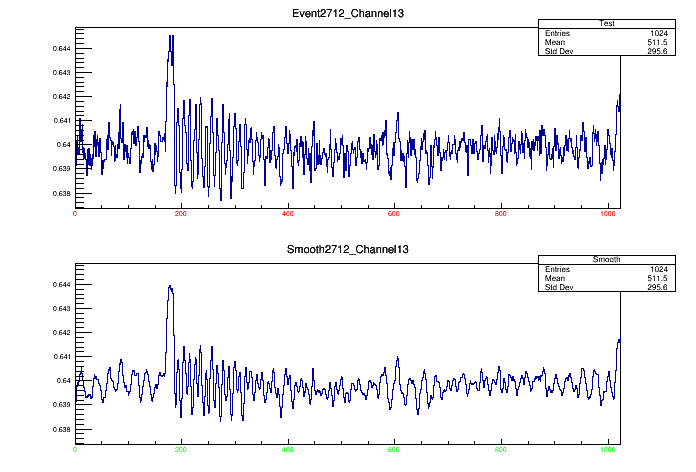 Event2712_Channel13
Test
Entries 1024
Mean 511.5
Std Dev 295.6
0.644
0.643
0.642
0.641
0.64
0.639
0.638
0 200 400 600 800 1000
Smooth2712_Channel13
Smooth
Entries 1024
Mean 511.5
Std Dev 295.6
0.644
0.643
0.642
0.641
0.64
0.639
0.638
0 200 400 600 800 1000